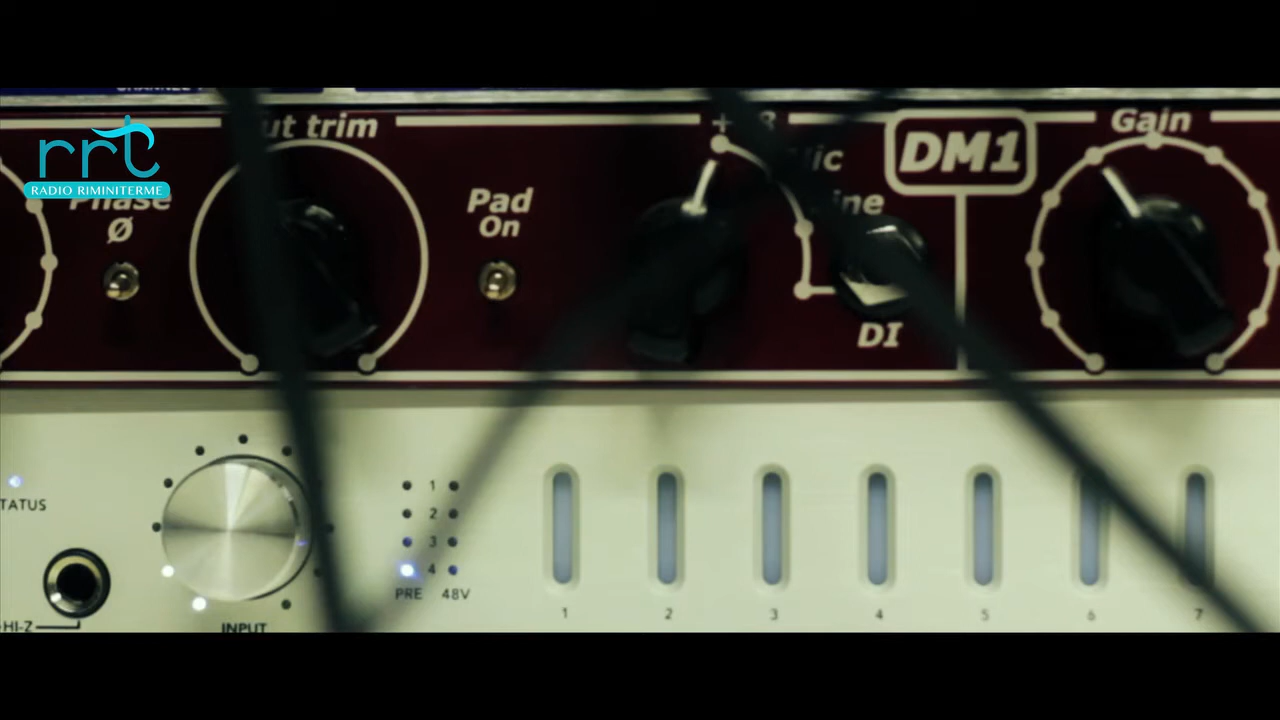 ut trim
DM1
Gain
rrt
RADIO RIMINITERME
Phase
Ø
Pad
On
DI
TATUS
1
2
3
4
PRE 48V
HI-Z
INPUT
1 2 3 4 5 6 7